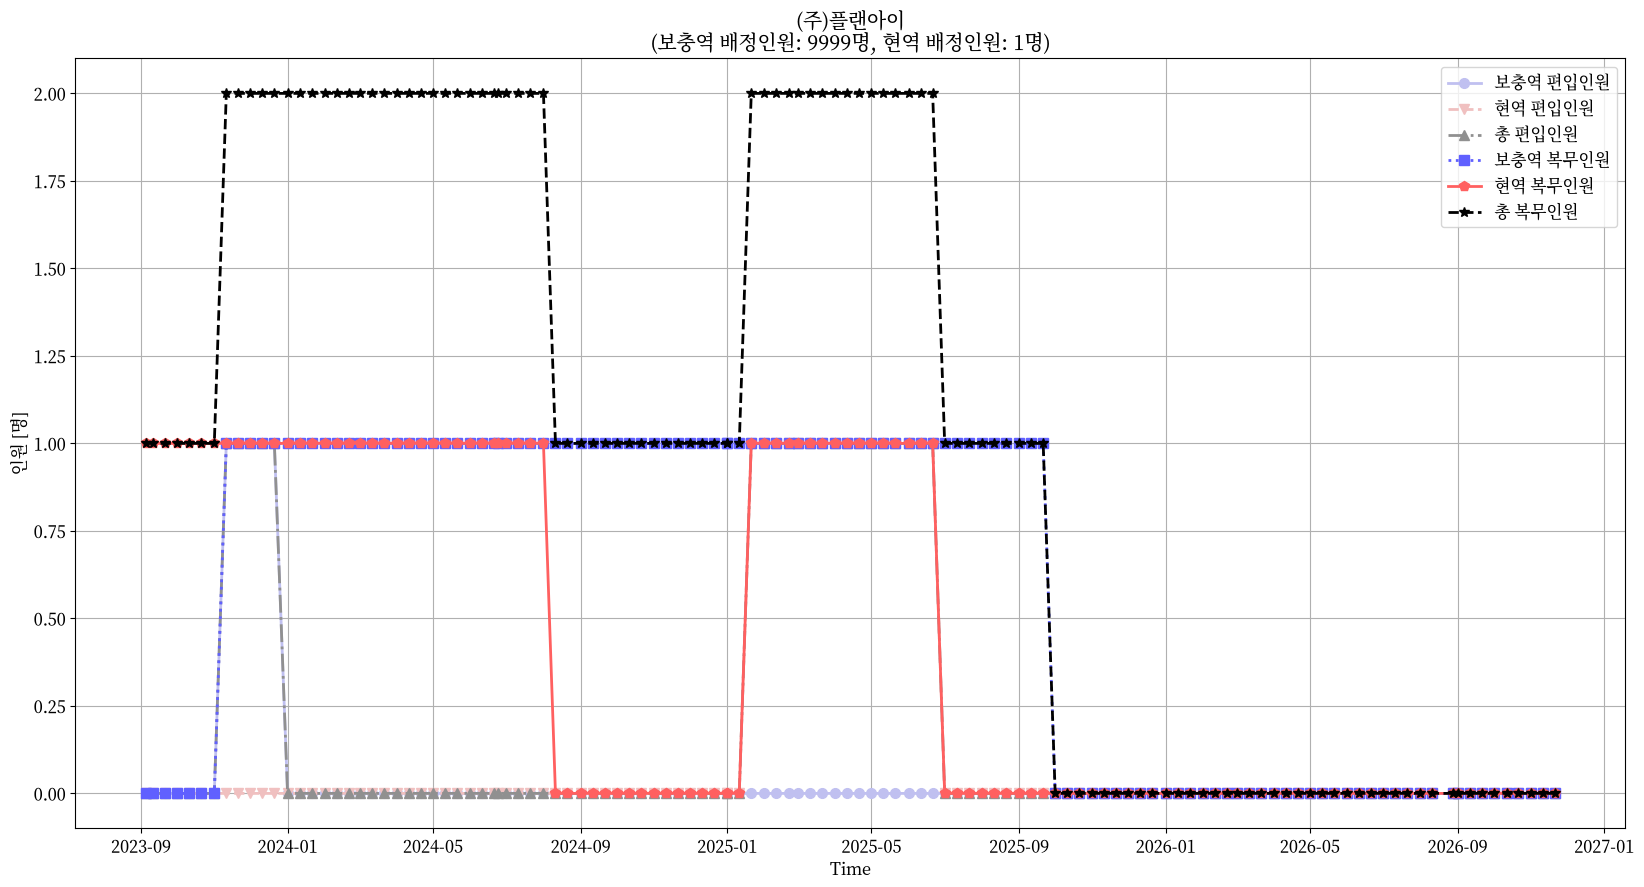 (주)플랜아이
(보충역 배정인원: 9999명, 현역 배정인원: 1명)
2.00
1.75
1.50
1.25
1.00
0.75
0.50
0.25
0.00
인원 [명]
보충역 편입인원
현역 편입인원
총 편입인원
보충역 복무인원
현역 복무인원
총 복무인원
2023-09 2024-01 2024-05 2024-09 2025-01 2025-05 2025-09 2026-01 2026-05 2026-09 2027-01
Time